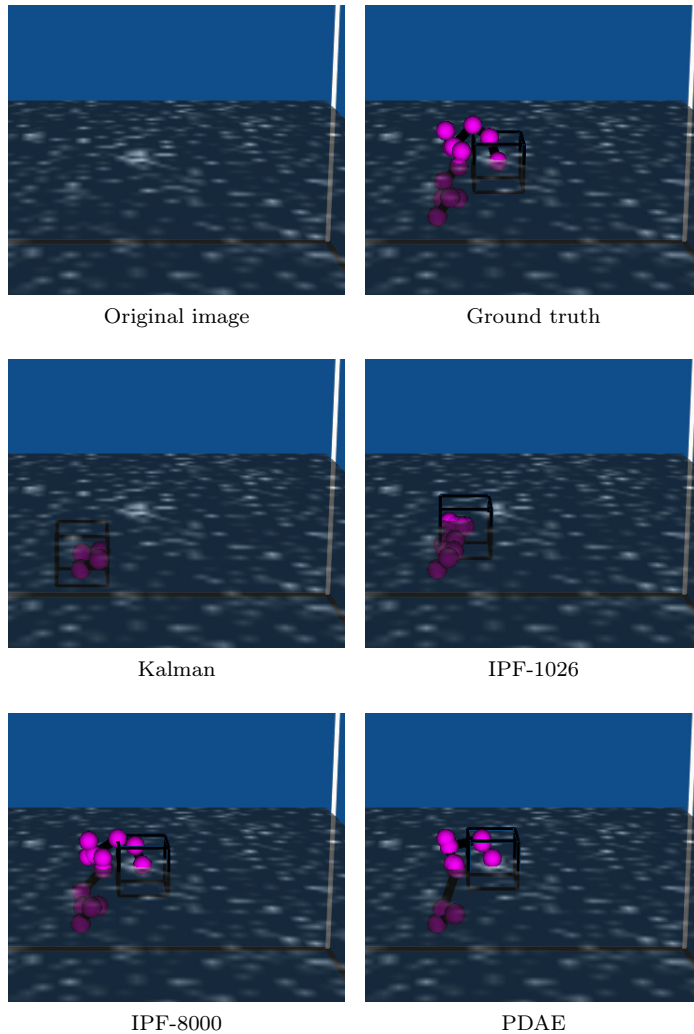 Original image
Ground truth
Kalman
IPF-1026
IPF-8000
PDAE